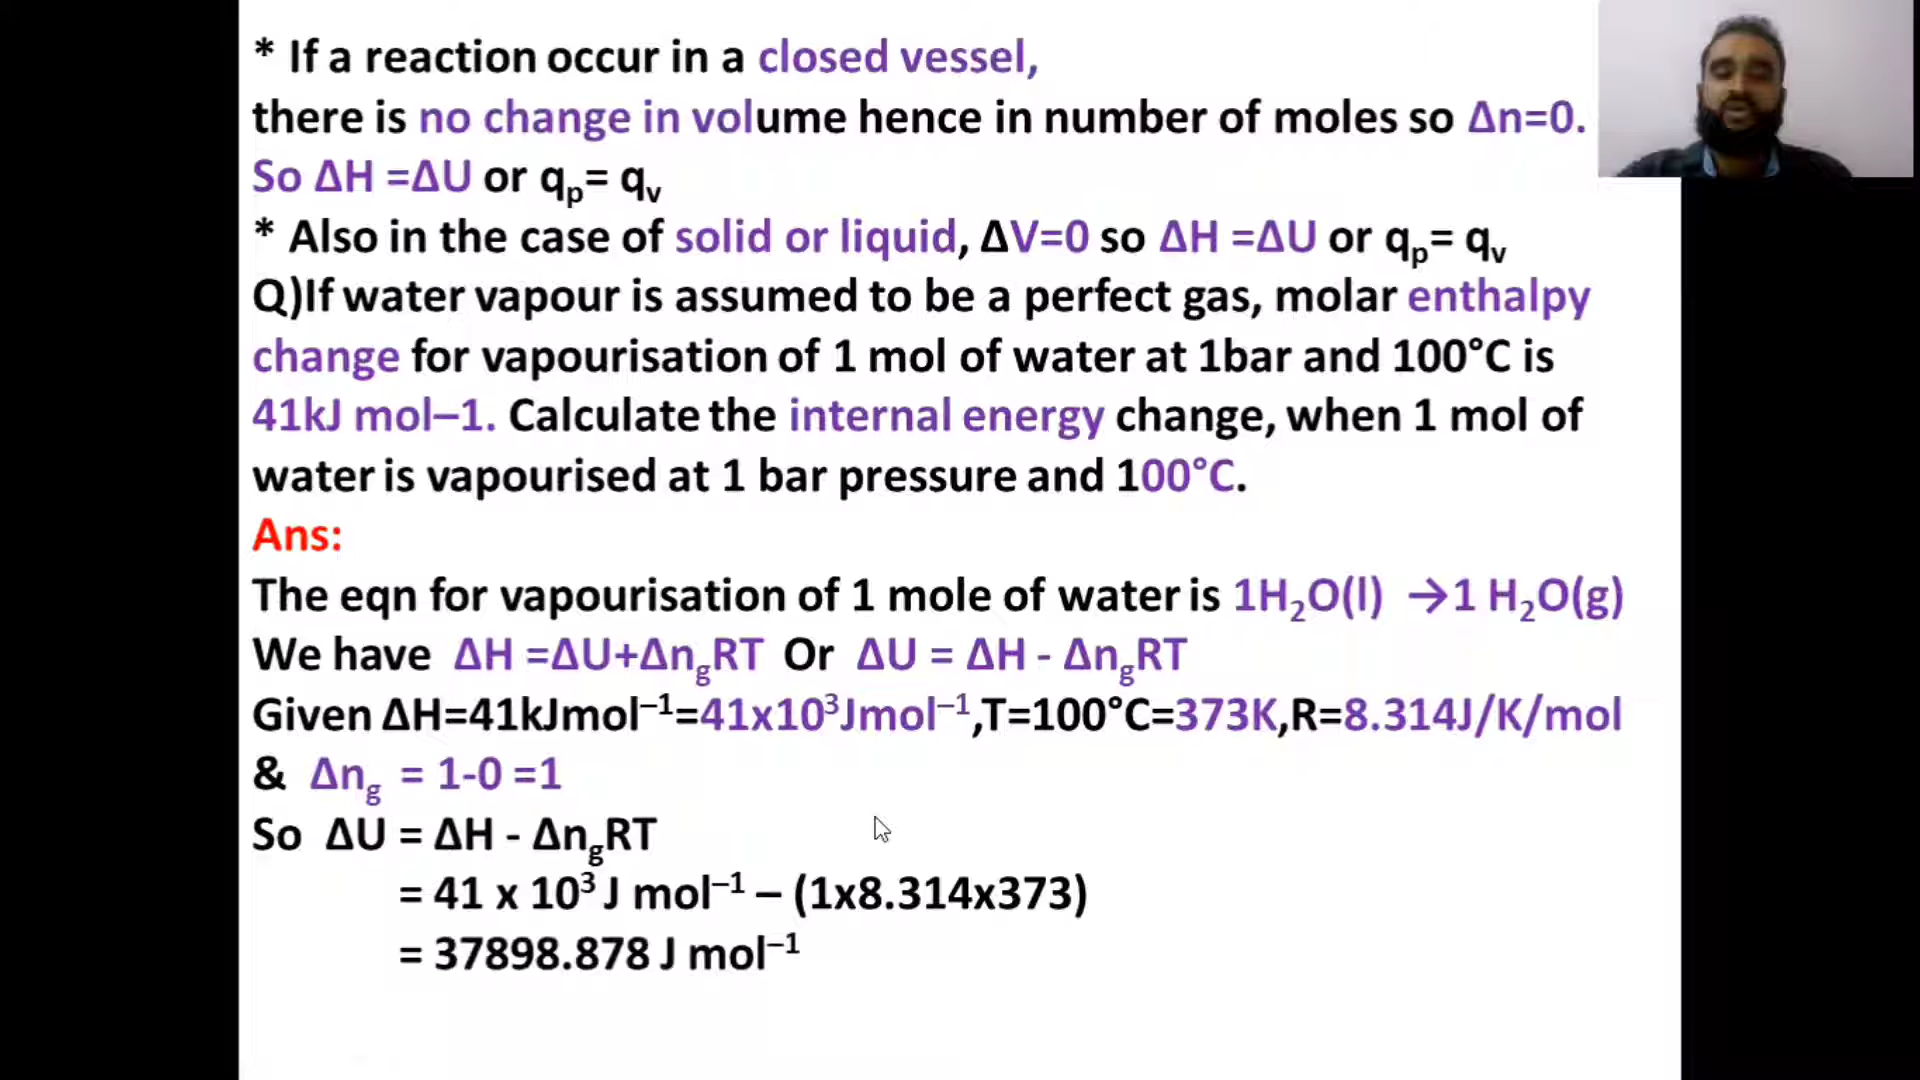 * If a reaction occur in a closed vessel,
there is no change in volume hence in number of moles so Δn=0.
So ΔH =ΔU or qₚ= qᵥ
* Also in the case of solid or liquid, ΔV=0 so ΔH =ΔU or qₚ= qᵥ
Q)If water vapour is assumed to be a perfect gas, molar enthalpy
change for vapourisation of 1 mol of water at 1bar and 100°C is
41kJ mol–1. Calculate the internal energy change, when 1 mol of
water is vapourised at 1 bar pressure and 100°C.
Ans:
The eqn for vapourisation of 1 mole of water is 1H₂O(l) →1 H₂O(g)
We have ΔH =ΔU+Δn_gRT Or ΔU = ΔH - Δn_gRT
Given ΔH=41kJmol⁻¹=41x10³Jmol⁻¹,T=100°C=373K,R=8.314J/K/mol
& Δn_g = 1-0 =1
So ΔU = ΔH - Δn_gRT
= 41 x 10³ J mol⁻¹ – (1x8.314x373)
= 37898.878 J mol⁻¹